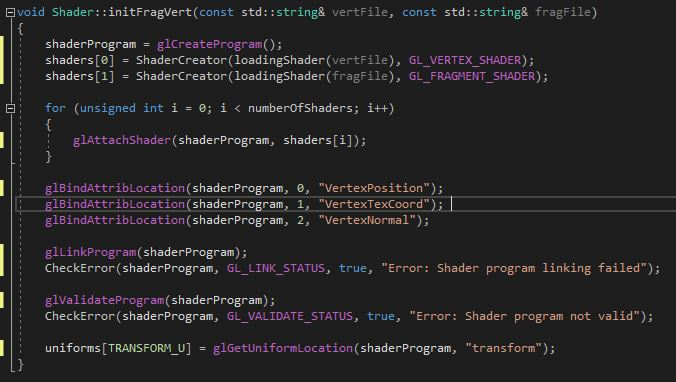 void Shader::initFragVert(const std::string& vertFile, const std::string& fragFile)
{
shaderProgram = glCreateProgram();
shaders[0] = ShaderCreator(loadingShader(vertFile), GL_VERTEX_SHADER);
shaders[1] = ShaderCreator(loadingShader(fragFile), GL_FRAGMENT_SHADER);
for (unsigned int i = 0; i < numberOfShaders; i++)
{
glAttachShader(shaderProgram, shaders[i]);
}
glBindAttribLocation(shaderProgram, 0, "VertexPosition");
glBindAttribLocation(shaderProgram, 1, "VertexTexCoord");
glBindAttribLocation(shaderProgram, 2, "VertexNormal");
glLinkProgram(shaderProgram);
CheckError(shaderProgram, GL_LINK_STATUS, true, "Error: Shader program linking failed");
glValidateProgram(shaderProgram);
CheckError(shaderProgram, GL_VALIDATE_STATUS, true, "Error: Shader program not valid");
uniforms[TRANSFORM_U] = glGetUniformLocation(shaderProgram, "transform");
}